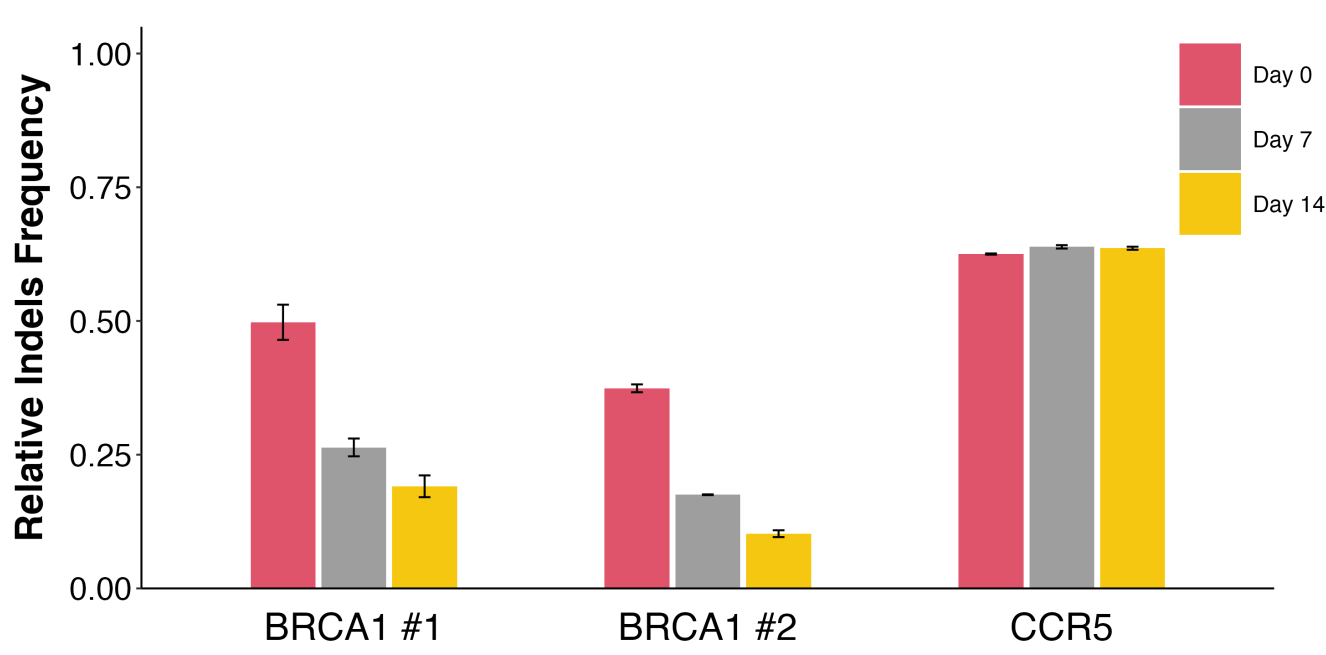 Relative Indels Frequency
1.00
0.75
0.50
0.25
0.00
BRCA1 #1
BRCA1 #2
CCR5
Day 0
Day 7
Day 14